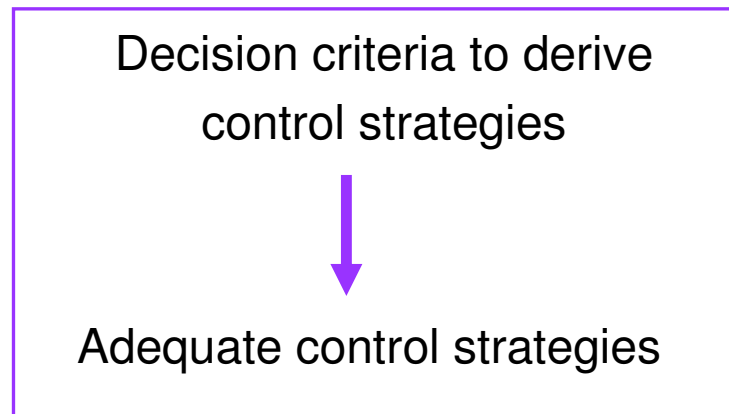 Decision criteria to derive
control strategies
Adequate control strategies